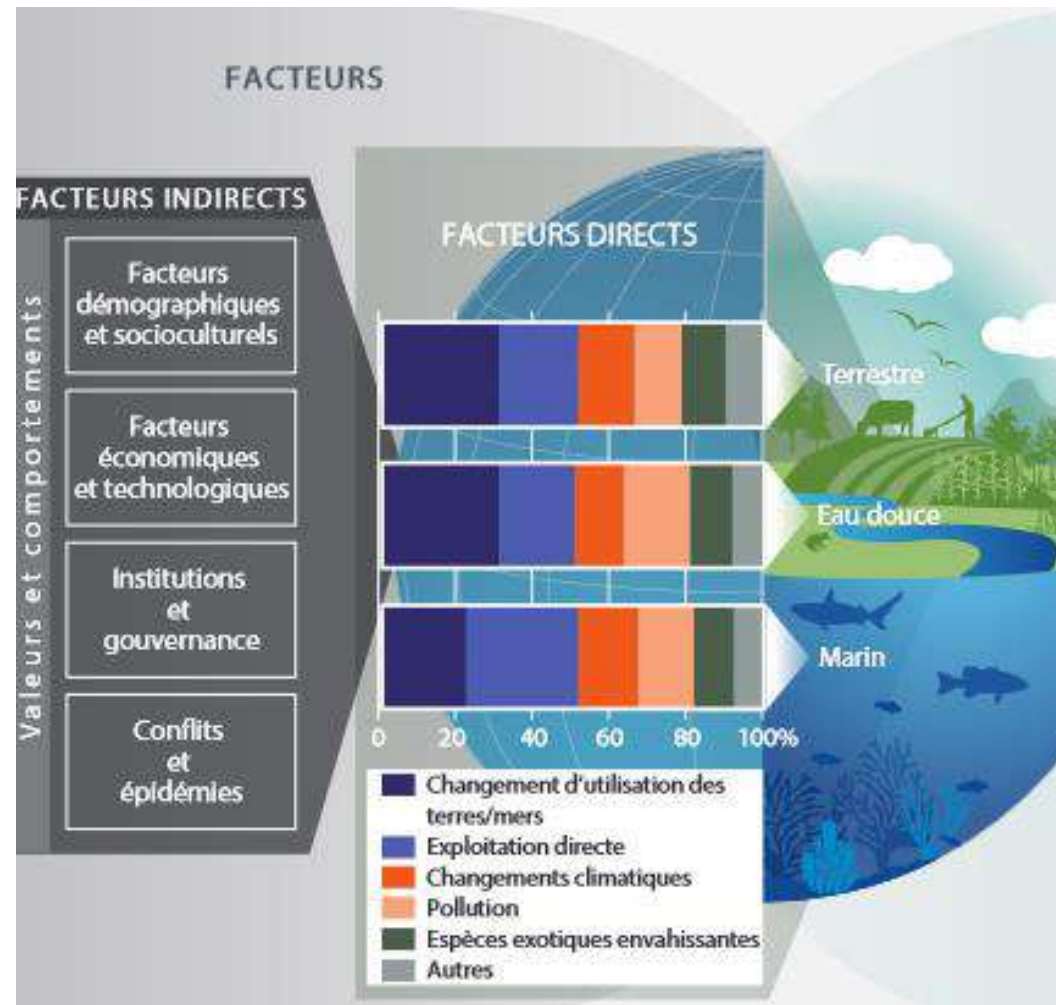 FACTEURS
FACTEURS INDIRECTS
Valeurs et comportements
Facteurs
démographiques
et socioculturels
Facteurs
économiques
et technologiques
Institutions
et
gouvernance
Conflits
et
épidémies
FACTEURS DIRECTS
Terrestre
Eau douce
Marin
0 20 40 60 80 100%
Changement d'utilisation des
terres/mers
Exploitation directe
Changements climatiques
Pollution
Espèces exotiques envahissantes
Autres